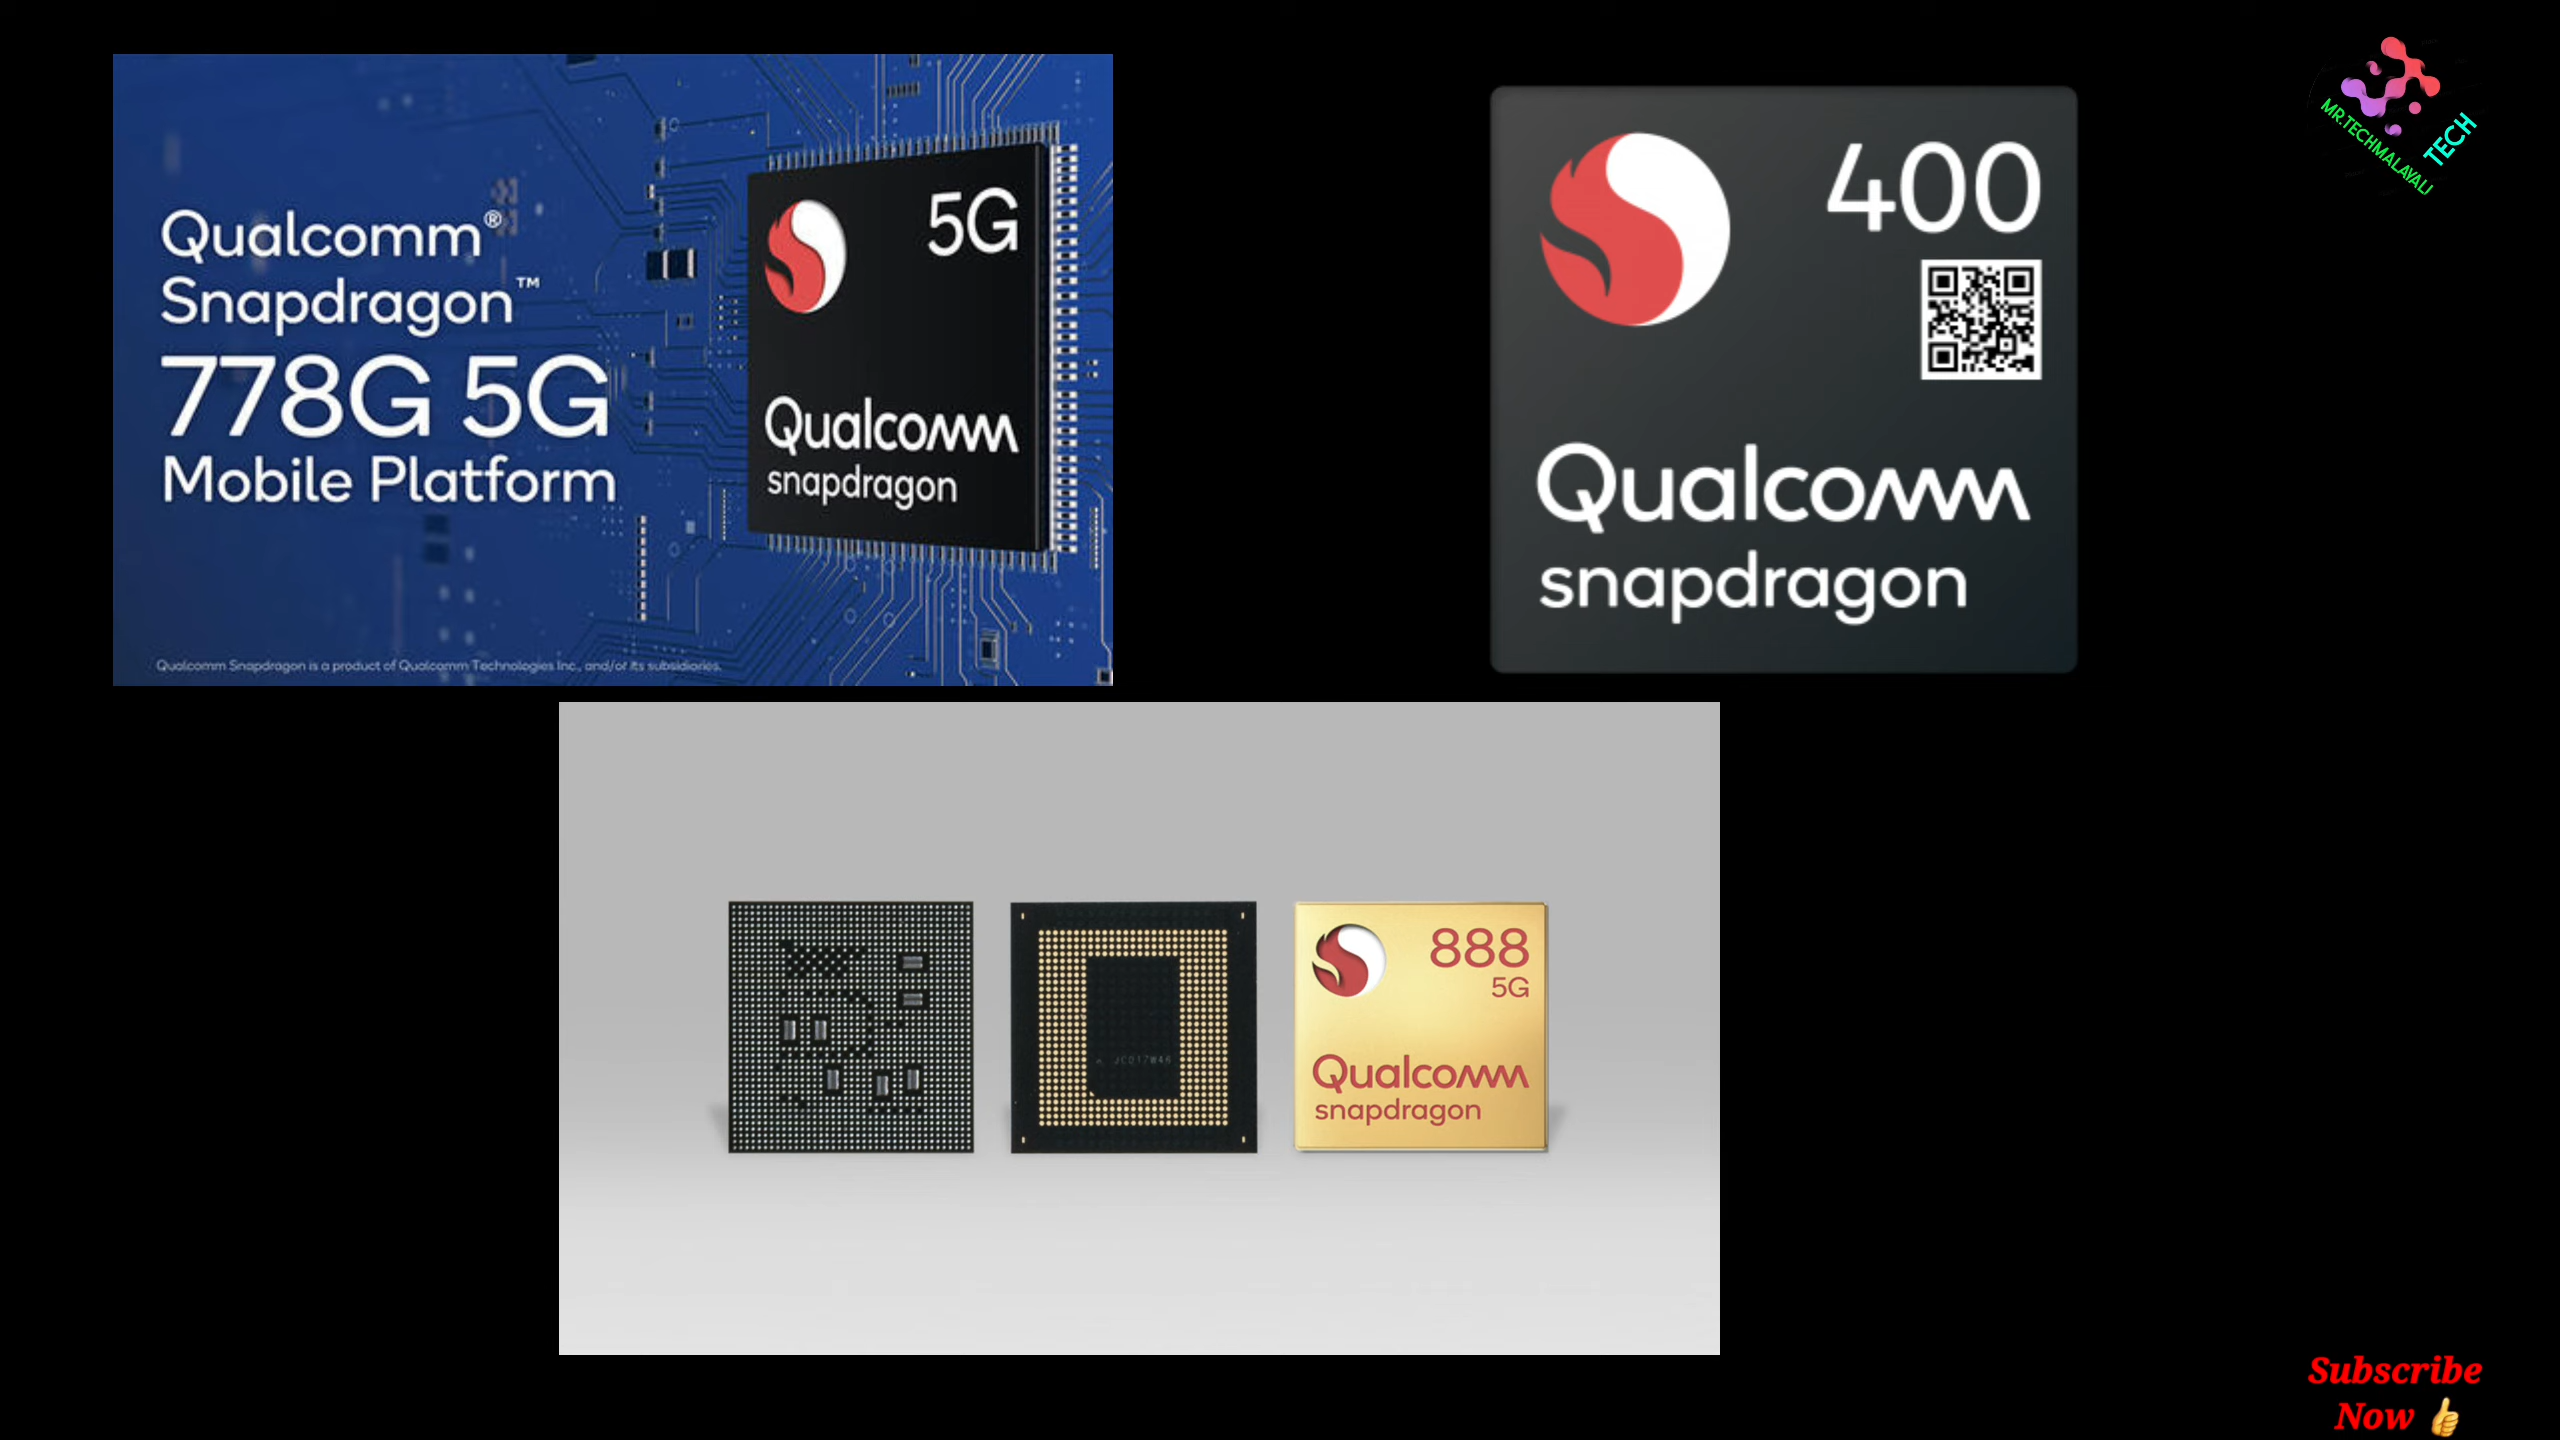 Qualcomm®
Snapdragon™
778G 5G
Mobile Platform
5G
Qualcomm
snapdragon
Qualcomm Snapdragon is a product of Qualcomm Technologies Inc., and/or its subsidiaries.
400
Qualcomm
snapdragon
MR.TECHMALAYALI
TECH
JC017W46
888
5G
Qualcomm
snapdragon
Subscribe
Now 👍